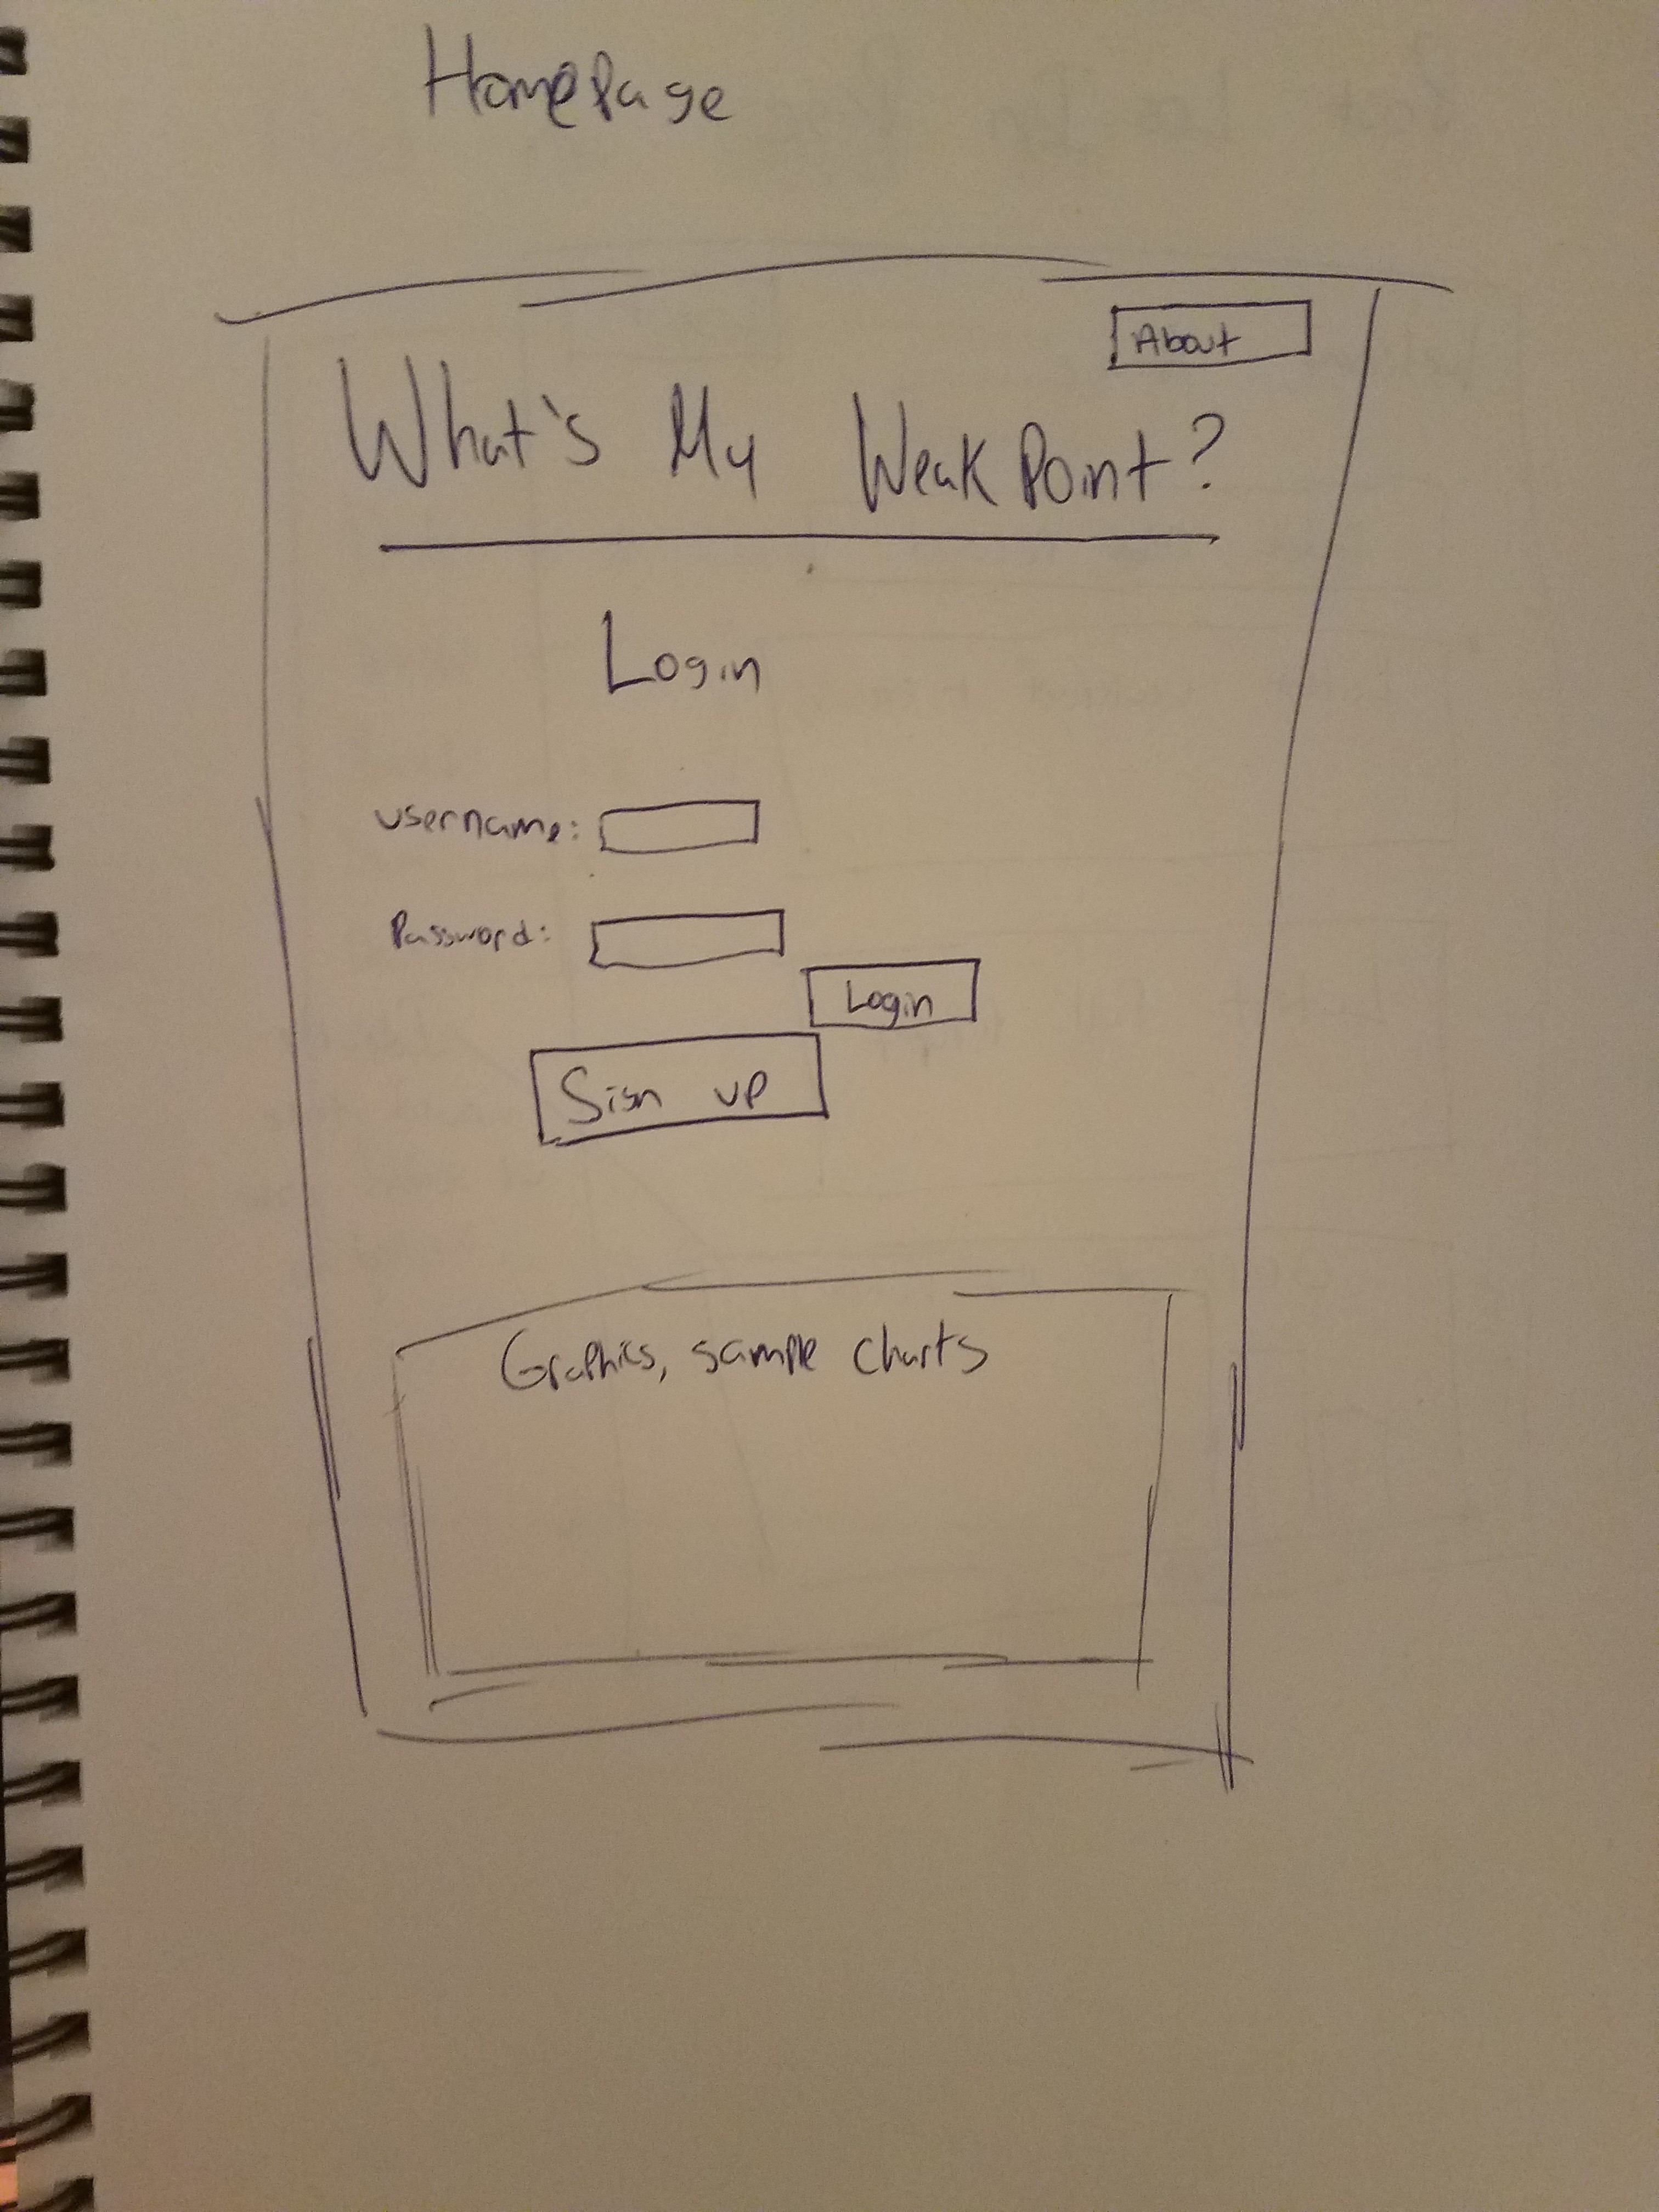 HomePage
About
What's My Weak Point?
Login
username:
Password:
Login
Sign up
Graphics, sample charts